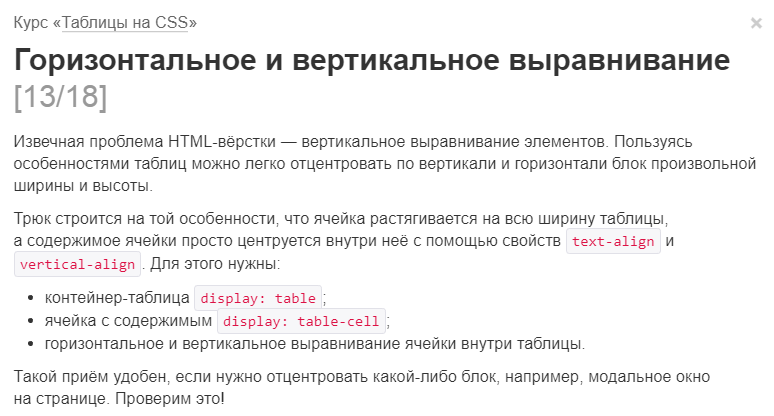 Курс «Таблицы на CSS»
×
Горизонтальное и вертикальное выравнивание
[13/18]
Извечная проблема HTML-вёрстки — вертикальное выравнивание элементов. Пользуясь
особенностями таблиц можно легко отцентровать по вертикали и горизонтали блок произвольной
ширины и высоты.
Трюк строится на той особенности, что ячейка растягивается на всю ширину таблицы,
а содержимое ячейки просто центруется внутри неё с помощью свойств text-align и
vertical-align. Для этого нужны:
• контейнер-таблица display: table;
• ячейка с содержимым display: table-cell;
• горизонтальное и вертикальное выравнивание ячейки внутри таблицы.
Такой приём удобен, если нужно отцентровать какой-либо блок, например, модальное окно
на странице. Проверим это!